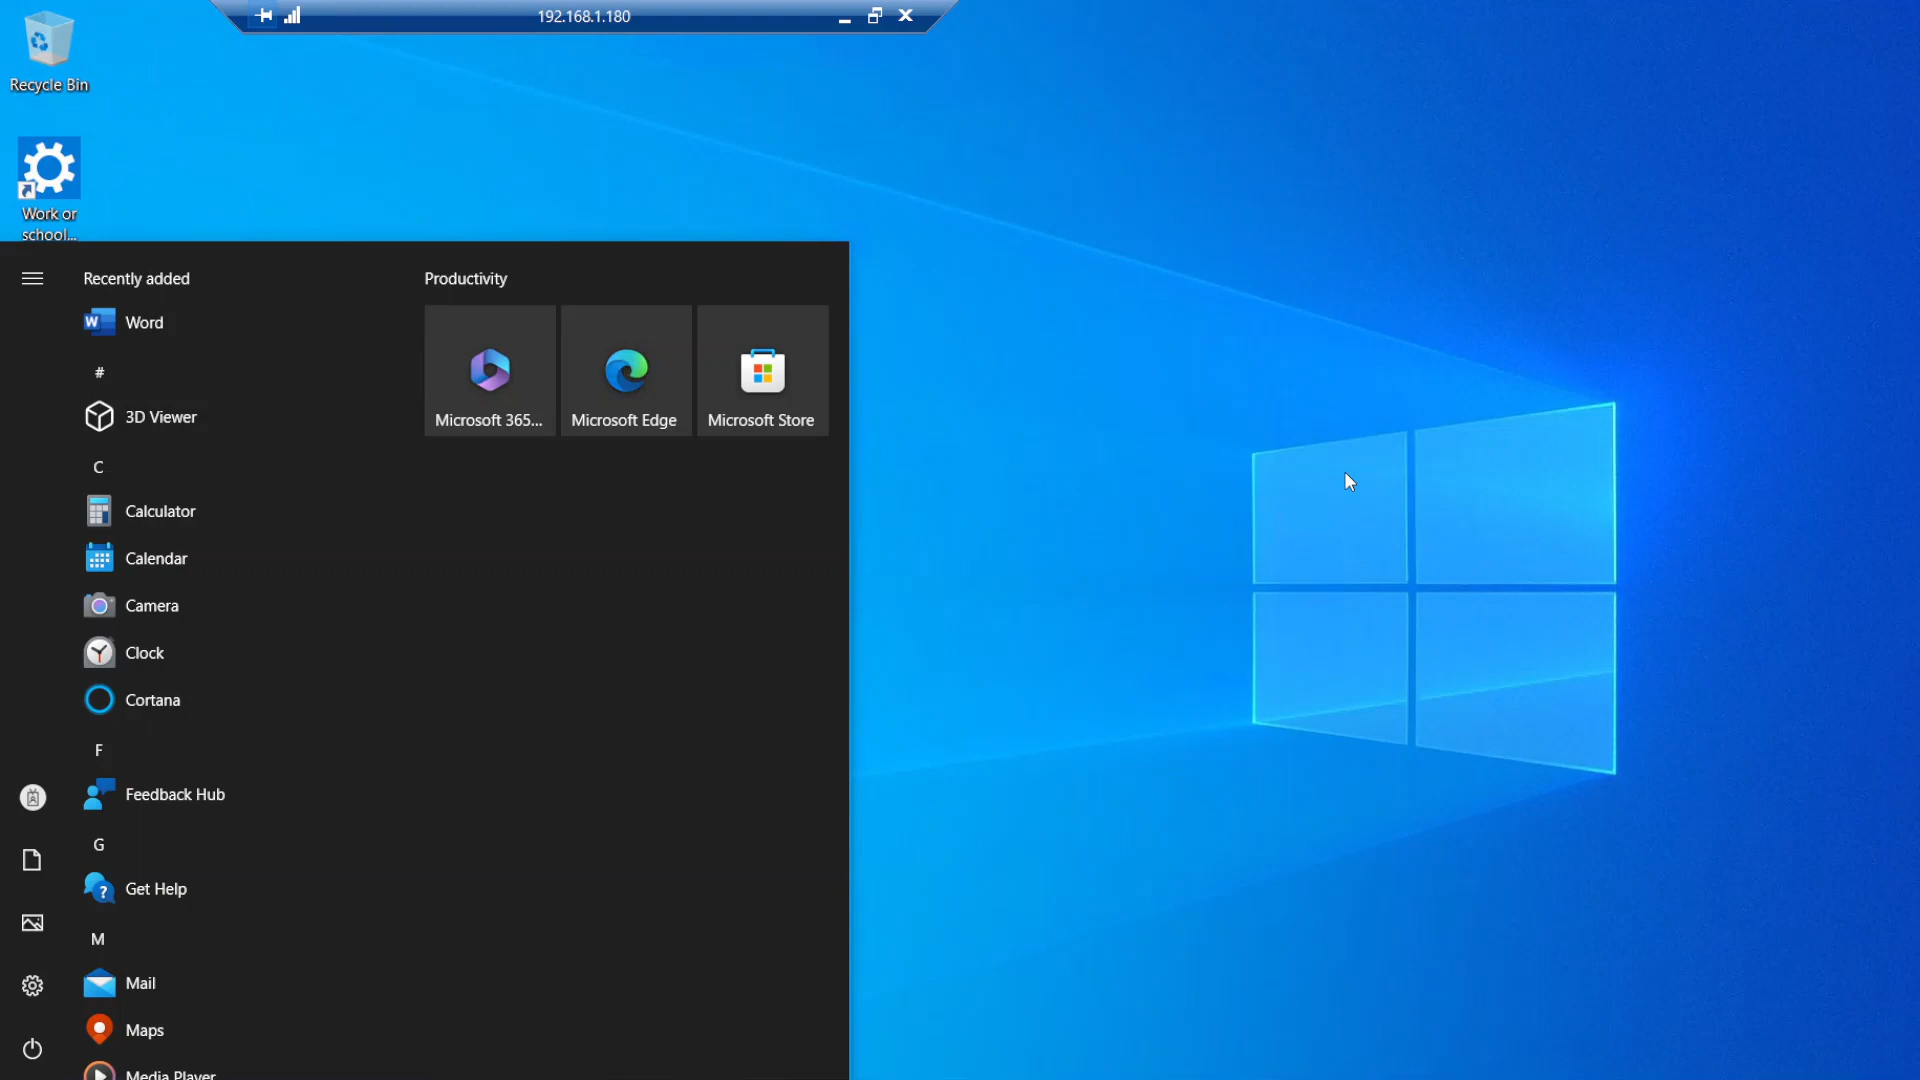 192.168.1.180
Recycle Bin
Work or
school...
Recently added
Word
#
3D Viewer
C
Calculator
Calendar
Camera
Clock
Cortana
F
Feedback Hub
G
Get Help
M
Mail
Maps
Media Player
Productivity
Microsoft 365...
Microsoft Edge
Microsoft Store